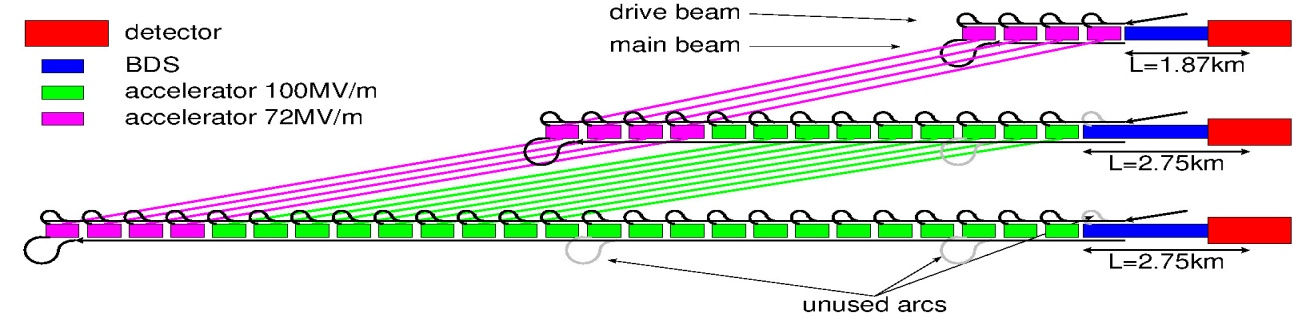 drive beam
main beam
detector
BDS
accelerator 100MV/m
accelerator 72MV/m
L=1.87km
L=2.75km
L=2.75km
unused arcs